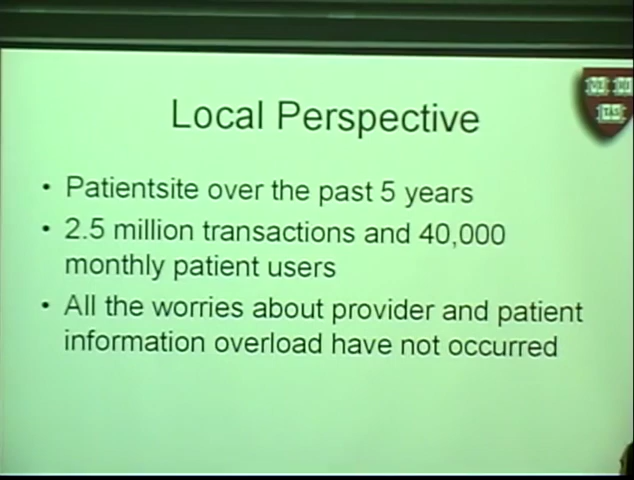 Local Perspective
• Patientsite over the past 5 years
• 2.5 million transactions and 40,000
monthly patient users
• All the worries about provider and patient
information overload have not occurred